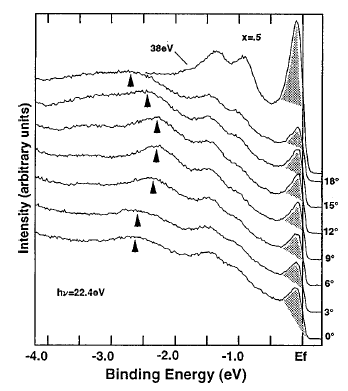 x=.5
38eV
18°
15°
12°
9°
6°
3°
0°
hν=22.4eV
Intensity (arbitrary units)
-4.0 -3.0 -2.0 -1.0 Ef
Binding Energy (eV)